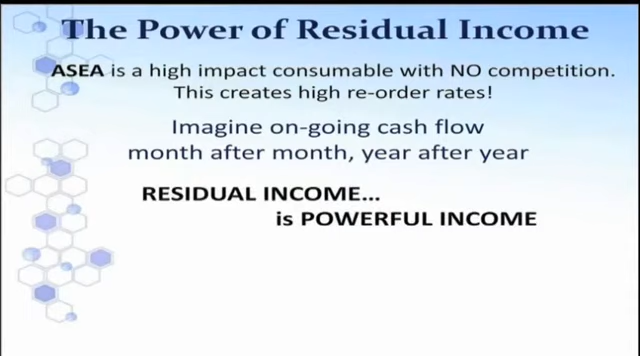 The Power of Residual Income
ASEA is a high impact consumable with NO competition.
This creates high re-order rates!
Imagine on-going cash flow
month after month, year after year
RESIDUAL INCOME...
is POWERFUL INCOME